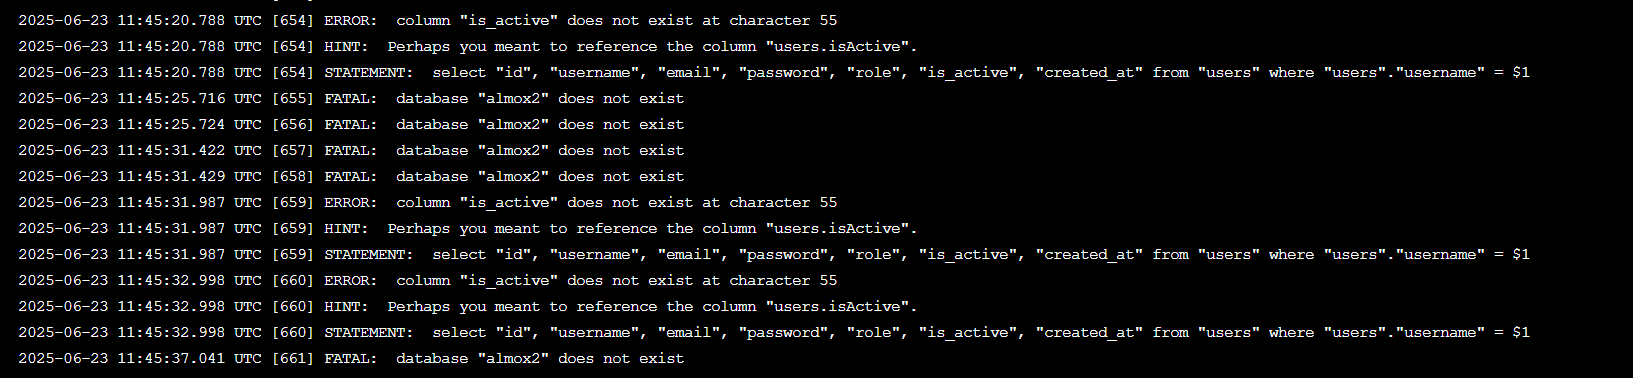 2025-06-23 11:45:20.788 UTC [654] ERROR:  column "is_active" does not exist at character 55
2025-06-23 11:45:20.788 UTC [654] HINT:  Perhaps you meant to reference the column "users.isActive".
2025-06-23 11:45:20.788 UTC [654] STATEMENT:  select "id", "username", "email", "password", "role", "is_active", "created_at" from "users" where "users"."username" = $1
2025-06-23 11:45:25.716 UTC [655] FATAL:  database "almox2" does not exist
2025-06-23 11:45:25.724 UTC [656] FATAL:  database "almox2" does not exist
2025-06-23 11:45:31.422 UTC [657] FATAL:  database "almox2" does not exist
2025-06-23 11:45:31.429 UTC [658] FATAL:  database "almox2" does not exist
2025-06-23 11:45:31.987 UTC [659] ERROR:  column "is_active" does not exist at character 55
2025-06-23 11:45:31.987 UTC [659] HINT:  Perhaps you meant to reference the column "users.isActive".
2025-06-23 11:45:31.987 UTC [659] STATEMENT:  select "id", "username", "email", "password", "role", "is_active", "created_at" from "users" where "users"."username" = $1
2025-06-23 11:45:32.998 UTC [660] ERROR:  column "is_active" does not exist at character 55
2025-06-23 11:45:32.998 UTC [660] HINT:  Perhaps you meant to reference the column "users.isActive".
2025-06-23 11:45:32.998 UTC [660] STATEMENT:  select "id", "username", "email", "password", "role", "is_active", "created_at" from "users" where "users"."username" = $1
2025-06-23 11:45:37.041 UTC [661] FATAL:  database "almox2" does not exist